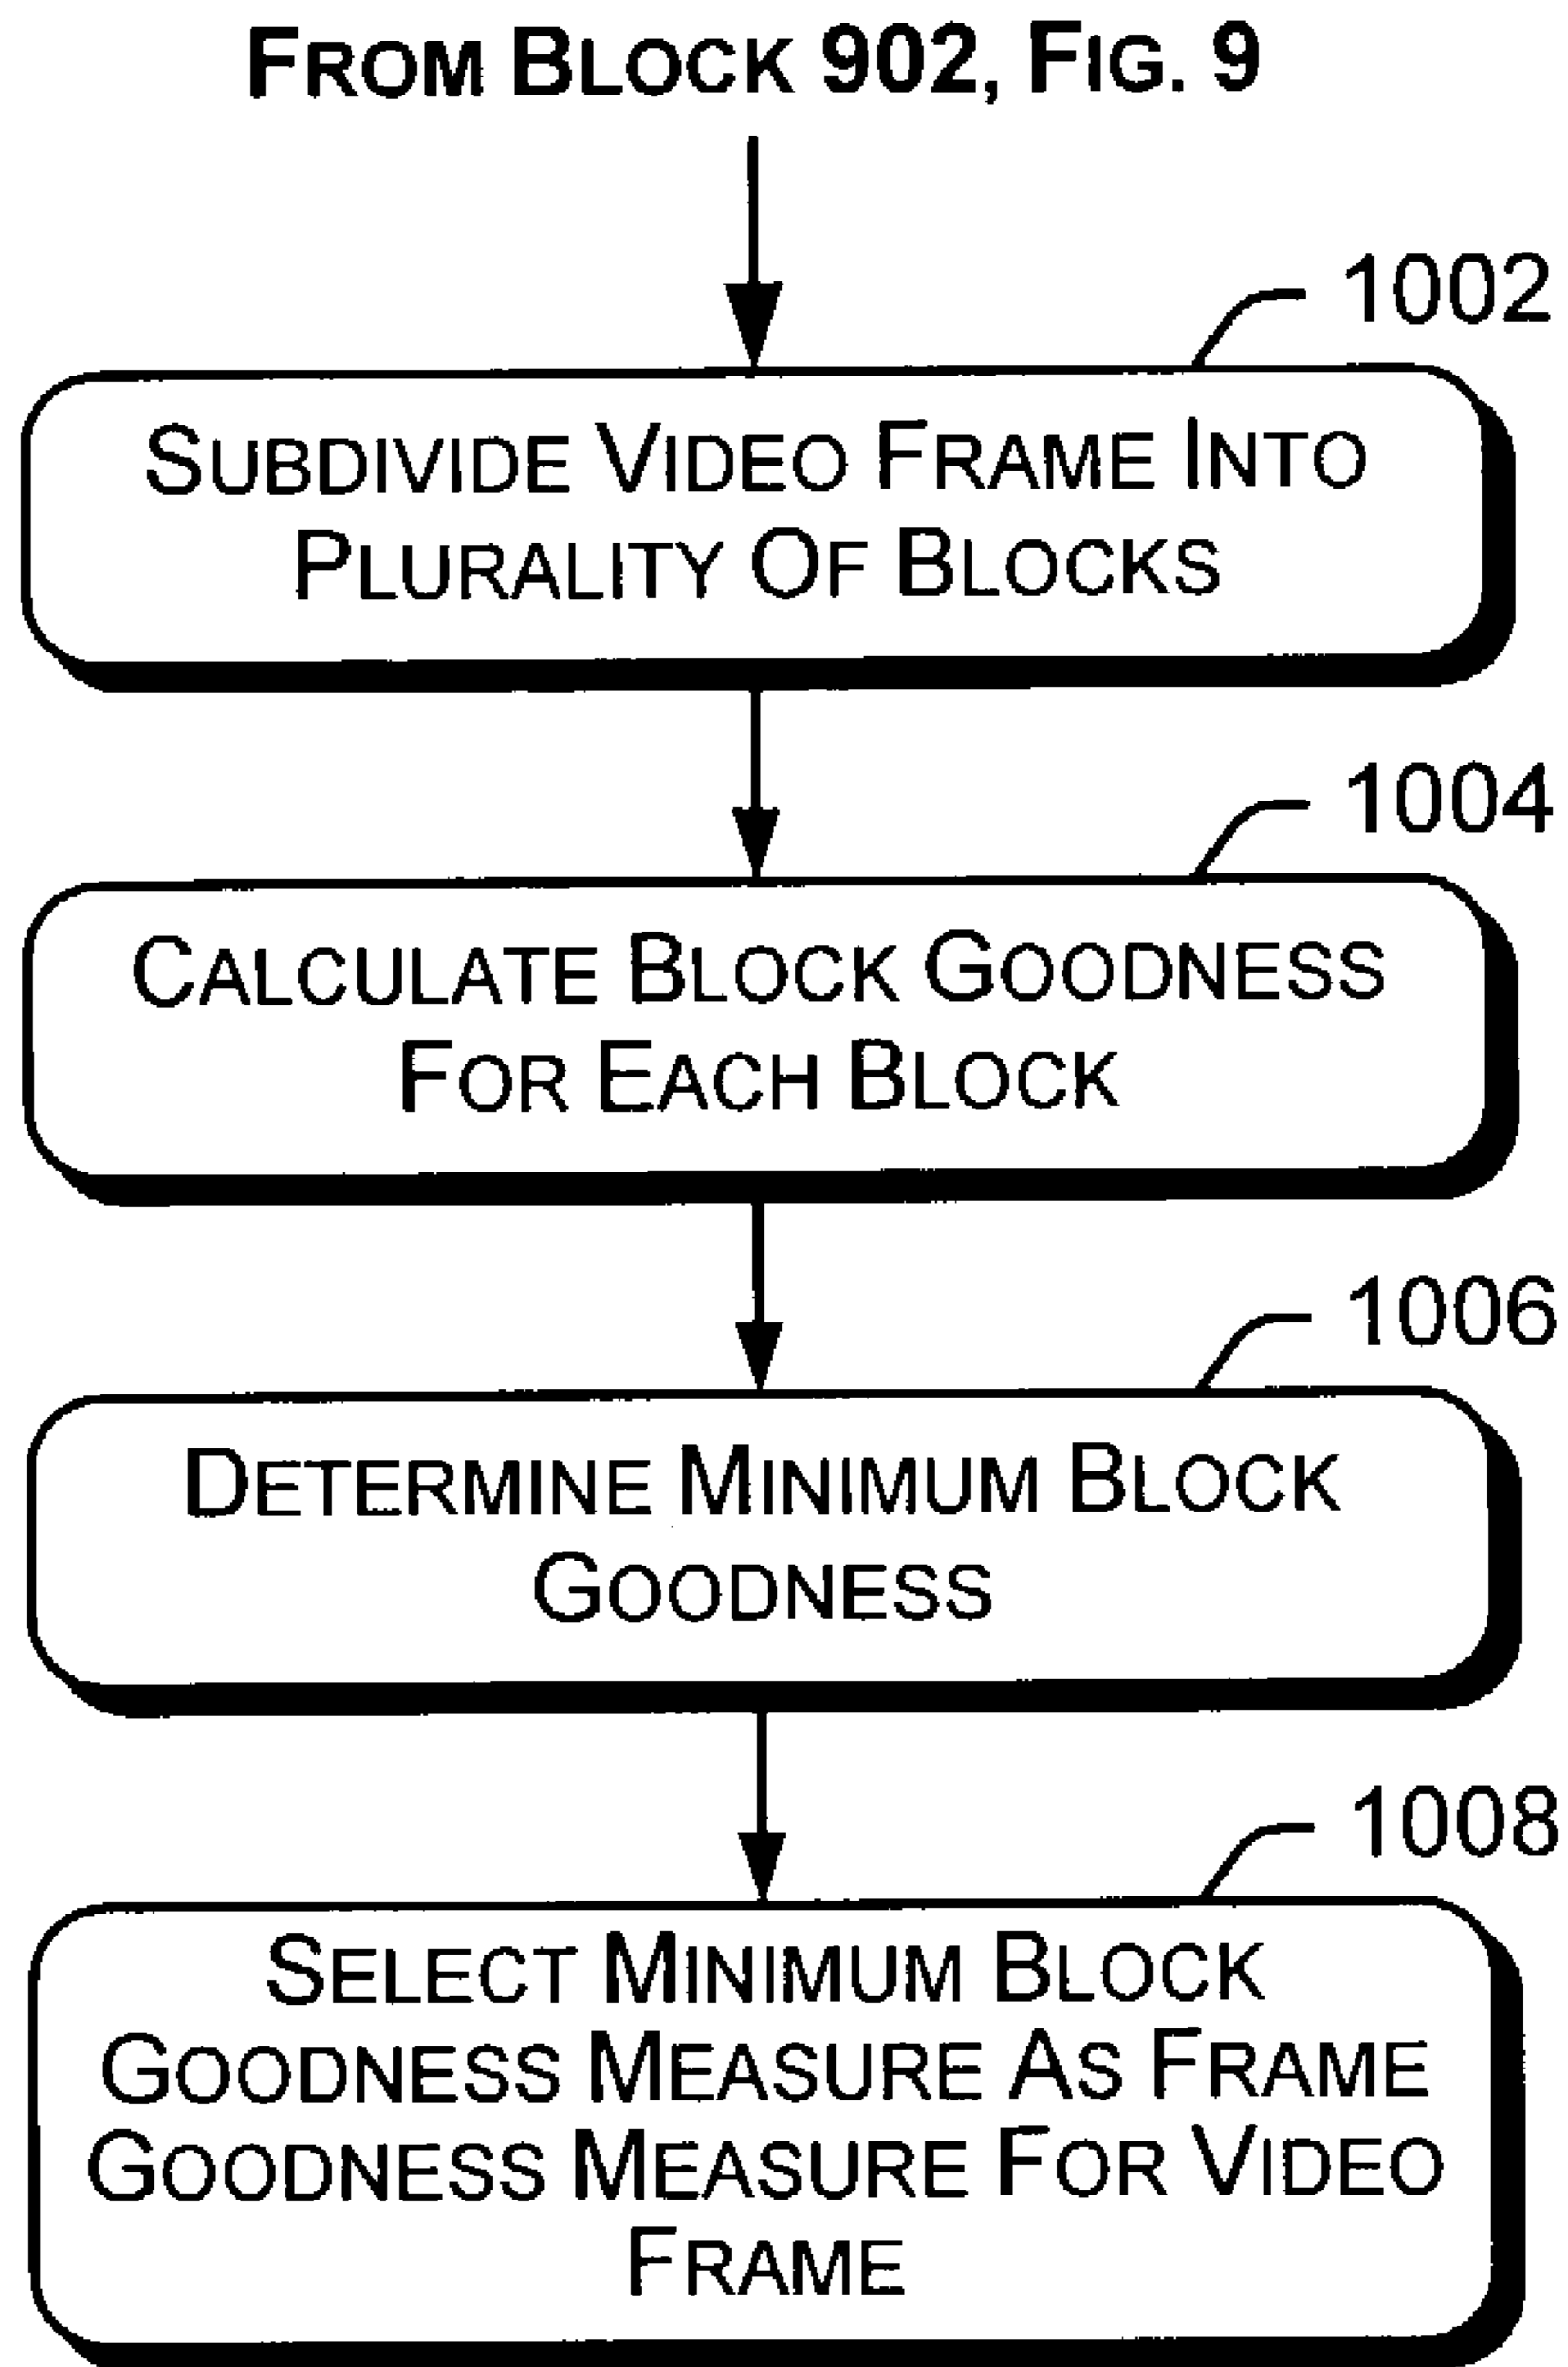 FROM BLOCK 902, FIG. 9
1002
SUBDIVIDE VIDEO FRAME INTO
PLURALITY OF BLOCKS
1004
CALCULATE BLOCK GOODNESS
FOR EACH BLOCK
1006
DETERMINE MINIMUM BLOCK
GOODNESS
1008
SELECT MINIMUM BLOCK
GOODNESS MEASURE AS FRAME
GOODNESS MEASURE FOR VIDEO
FRAME